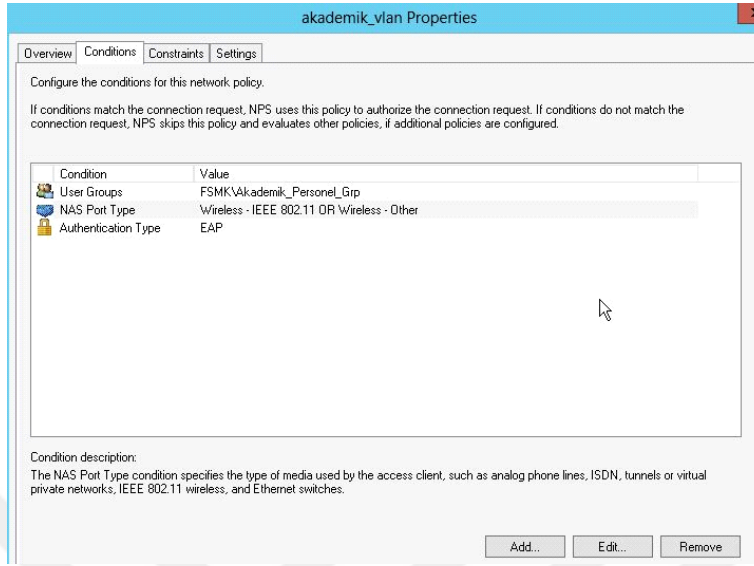 akademik_vlan Properties
Overview Conditions Constraints Settings
Configure the conditions for this network policy.
If conditions match the connection request, NPS uses this policy to authorize the connection request. If conditions do not match the
connection request, NPS skips this policy and evaluates other policies, if additional policies are configured.
Condition Value
User Groups FSMK\Akademik_Personel_Grp
NAS Port Type Wireless - IEEE 802.11 OR Wireless - Other
Authentication Type EAP
Condition description:
The NAS Port Type condition specifies the type of media used by the access client, such as analog phone lines, ISDN, tunnels or virtual
private networks, IEEE 802.11 wireless, and Ethernet switches.
Add... Edit... Remove